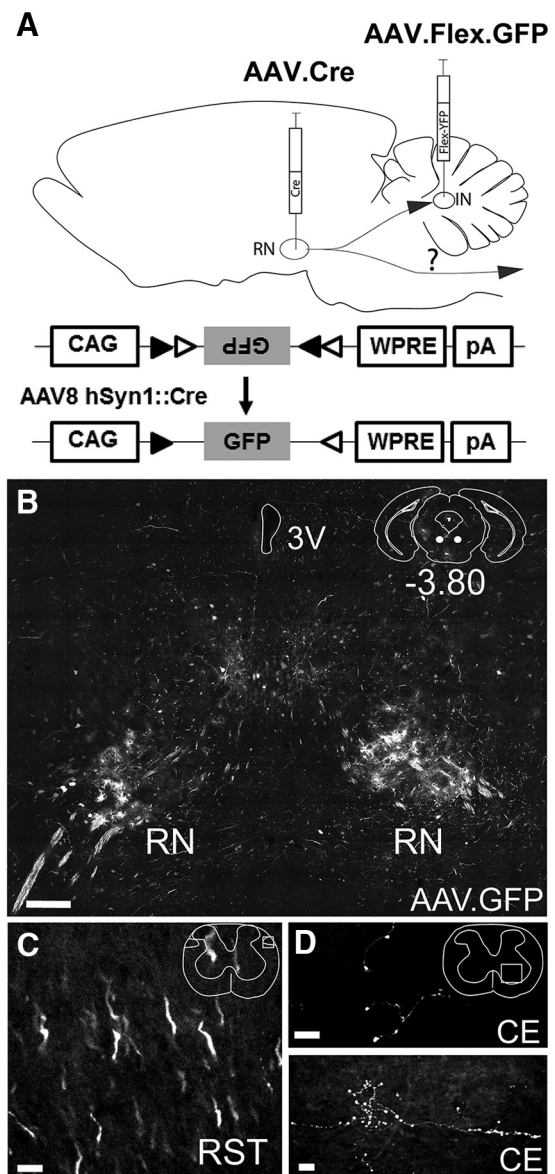 A
AAV.Flex.GFP
AAV.Cre
Flex-YFP
Cre
IN
RN
?
CAG GFP WPRE pA
AAV8 hSyn1::Cre
CAG GFP WPRE pA
B
3V
-3.80
RN RN
AAV.GFP
C
RST
D
CE
CE